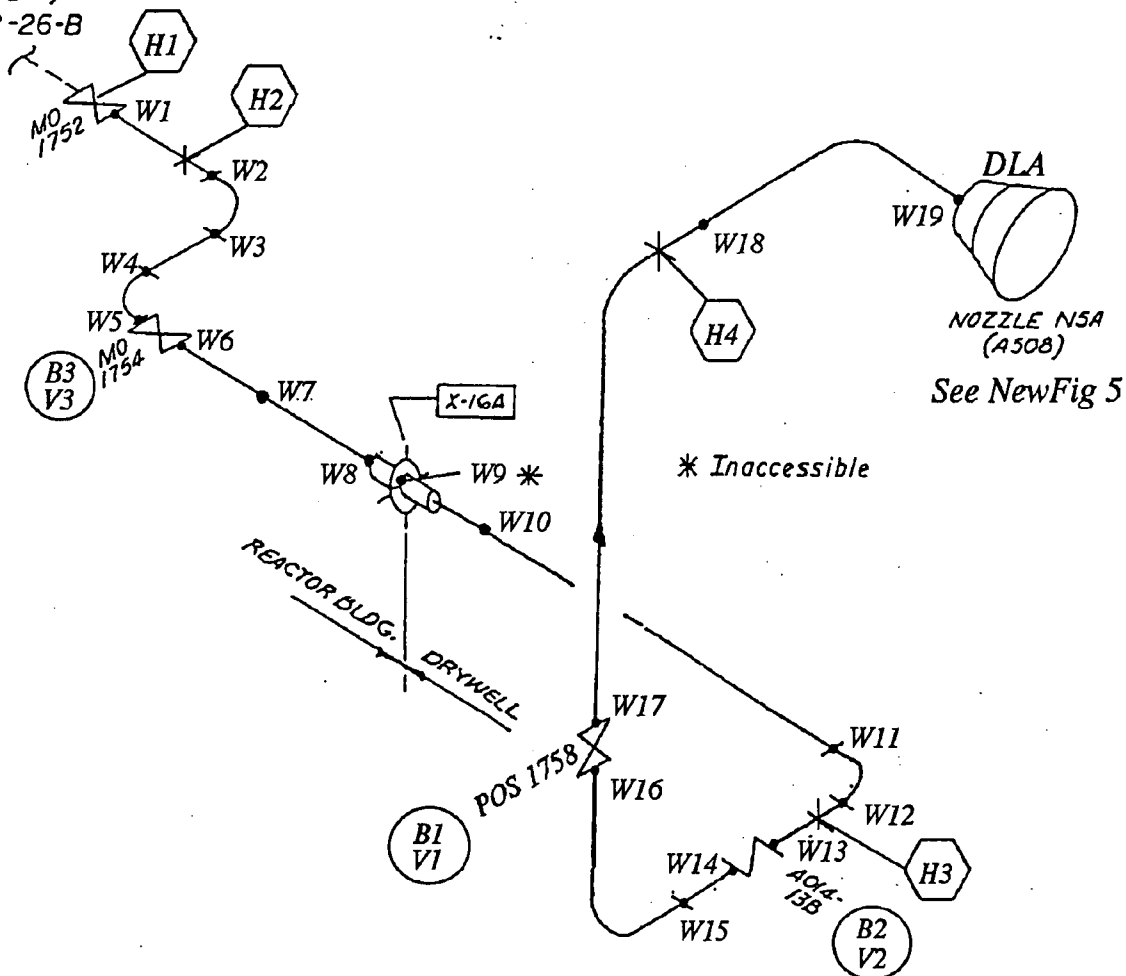 -26-B
H1
MO
1752
W1
H2
W2
W3
W4
W5
MO
1754
W6
B3
V3
W7
X-16A
W8
W9 *
W10
* Inaccessible
REACTOR BLDG.
DRYWELL
DLA
W19
W18
H4
NOZZLE N5A
(A508)
See NewFig 5
W17
POS 1758
W16
B1
V1
W11
W12
W13
H3
W14
AO14-
13B
W15
B2
V2